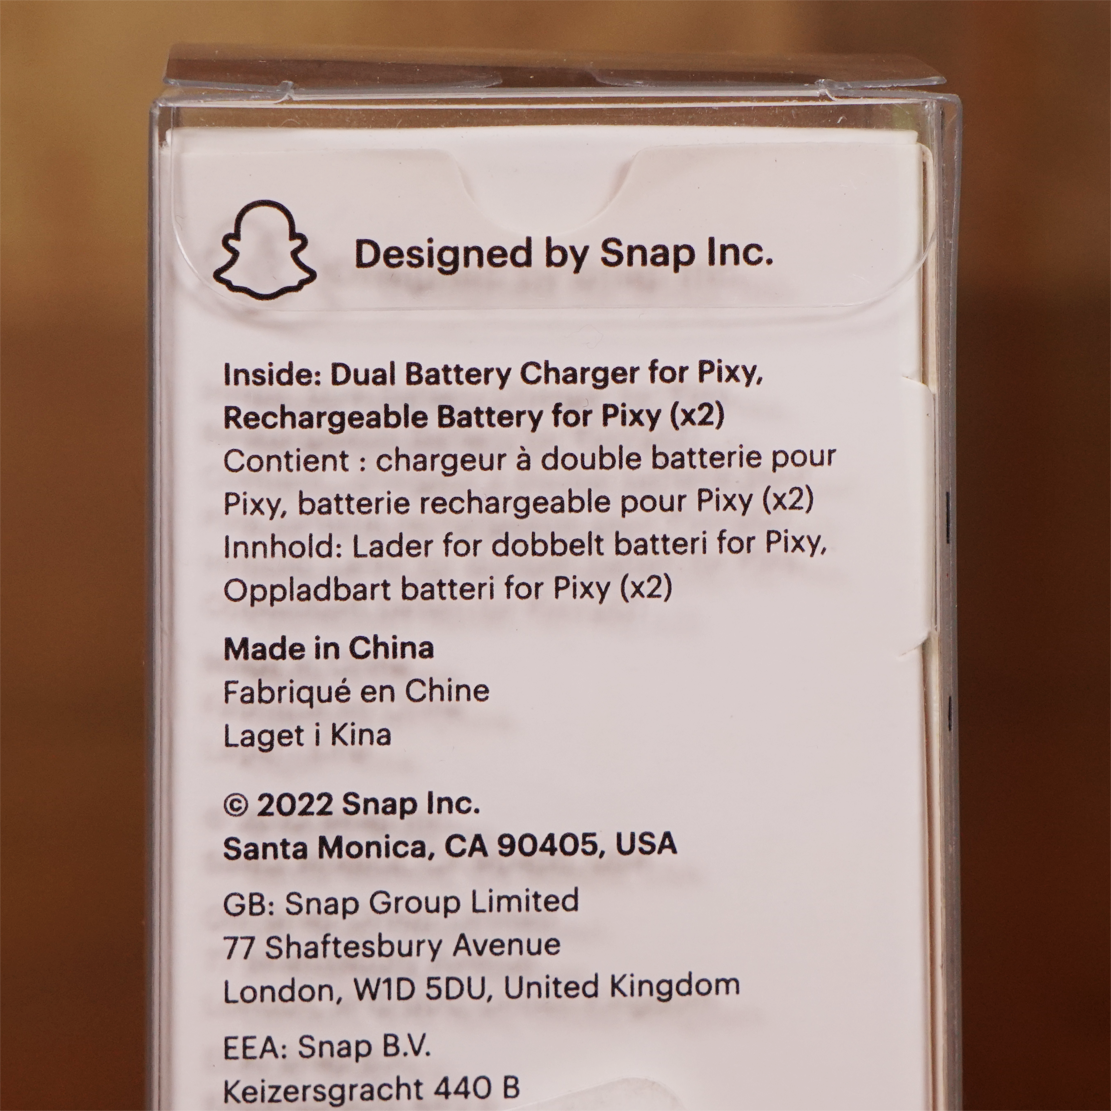 Designed by Snap Inc.
Inside: Dual Battery Charger for Pixy,
Rechargeable Battery for Pixy (x2)
Contient : chargeur à double batterie pour
Pixy, batterie rechargeable pour Pixy (x2)
Innhold: Lader for dobbelt batteri for Pixy,
Oppladbart batteri for Pixy (x2)
Made in China
Fabriqué en Chine
Laget i Kina
© 2022 Snap Inc.
Santa Monica, CA 90405, USA
GB: Snap Group Limited
77 Shaftesbury Avenue
London, W1D 5DU, United Kingdom
EEA: Snap B.V.
Keizersgracht 440 B